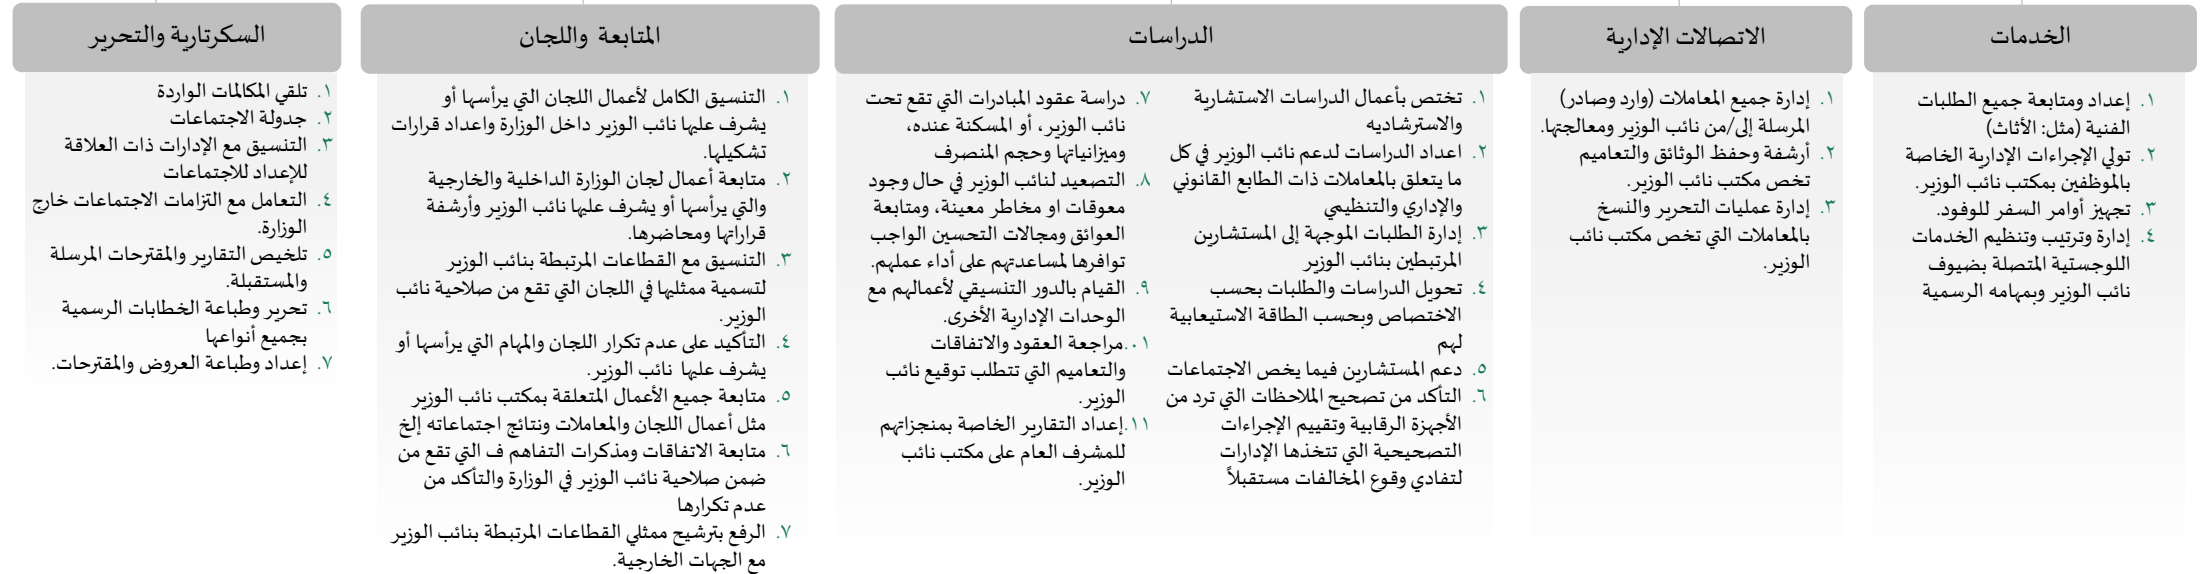 الخدمات
١. إعداد ومتابعة جميع الطلبات
الفنية (مثل: الأثاث)
٢. تولي الإجراءات الإدارية الخاصة
بالموظفين بمكتب نائب الوزير.
٣. تجهيز أوامر السفر للوفود.
٤. إدارة وترتيب وتنظيم الخدمات
اللوجستية المتصلة بضيوف
نائب الوزير وبمهامه الرسمية
الاتصالات الإدارية
١. إدارة جميع المعاملات (وارد وصادر)
المرسلة إلى/من نائب الوزير ومعالجتها.
٢. أرشفة وحفظ الوثائق والتعاميم
تخص مكتب نائب الوزير.
٣. إدارة عمليات التحرير والنسخ
بالمعاملات التي تخص مكتب نائب
الوزير.
الدراسات
١. تختص بأعمال الدراسات الاستشارية
والاسترشاديه
٢. اعداد الدراسات لدعم نائب الوزير في كل
ما يتعلق بالمعاملات ذات الطابع القانوني
والإداري والتنظيمي
٣. إدارة الطلبات الموجهة إلى المستشارين
المرتبطين بنائب الوزير
٤. تحويل الدراسات والطلبات بحسب
الاختصاص وبحسب الطاقة الاستيعابية
لهم
٥. دعم المستشارين فيما يخص الاجتماعات
٦. التأكد من تصحيح الملاحظات التي ترد من
الأجهزة الرقابية وتقييم الإجراءات
التصحيحية التي تتخذها الإدارات
لتفادي وقوع المخالفات مستقبلاً
٧. دراسة عقود المبادرات التي تقع تحت
نائب الوزير، أو المسكنة عنده،
وميزانياتها وحجم المنصرف
٨. التصعيد لنائب الوزير في حال وجود
معوقات او مخاطر معينة، ومتابعة
العوائق ومجالات التحسين الواجب
توافرها لمساعدتهم على أداء عملهم.
٩. القيام بالدور التنسيقي لأعمالهم مع
الوحدات الإدارية الأخرى.
٠١.مراجعة العقود والاتفاقات
والتعاميم التي تتطلب توقيع نائب
الوزير.
١١.إعداد التقارير الخاصة بمنجزاتهم
للمشرف العام على مكتب نائب
الوزير.
المتابعة واللجان
١. التنسيق الكامل لأعمال اللجان التي يرأسها أو
يشرف عليها نائب الوزير داخل الوزارة واعداد قرارات
تشكيلها.
٢. متابعة أعمال لجان الوزارة الداخلية والخارجية
والتي يرأسها أو يشرف عليها نائب الوزير وأرشفة
قراراتها ومحاضرها.
٣. التنسيق مع القطاعات المرتبطة بنائب الوزير
لتسمية ممثليها في اللجان التي تقع من صلاحية نائب
الوزير.
٤. التأكيد على عدم تكرار اللجان والمهام التي يرأسها أو
يشرف عليها نائب الوزير.
٥. متابعة جميع الأعمال المتعلقة بمكتب نائب الوزير
مثل أعمال اللجان والمعاملات ونتائج اجتماعاته إلخ
٦. متابعة الاتفاقات ومذكرات التفاهم ف التي تقع من
ضمن صلاحية نائب الوزير في الوزارة والتأكد من
عدم تكرارها
٧. الرفع بترشيح ممثلي القطاعات المرتبطة بنائب الوزير
مع الجهات الخارجية.
السكرتارية والتحرير
١. تلقي المكالمات الواردة
٢. جدولة الاجتماعات
٣. التنسيق مع الإدارات ذات العلاقة
للإعداد للاجتماعات
٤. التعامل مع التزامات الاجتماعات خارج
الوزارة.
٥. تلخيص التقارير والمقترحات المرسلة
والمستقبلة.
٦. تحرير وطباعة الخطابات الرسمية
بجميع أنواعها
٧. إعداد وطباعة العروض والمقترحات.